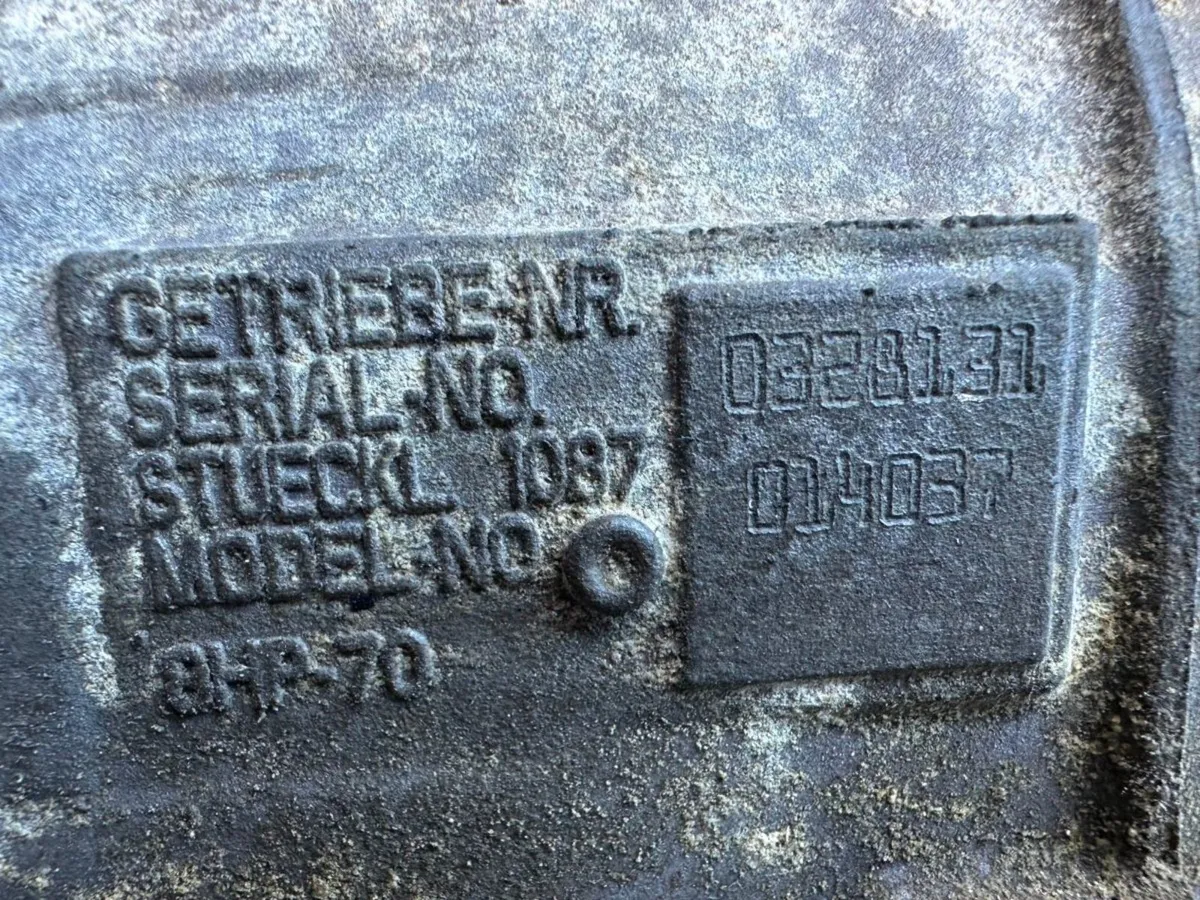 GETRIEBE-NR.
SERIAL-NO.
STUECKL 1087
MODEL-NO
8HP-70
0328131
014037